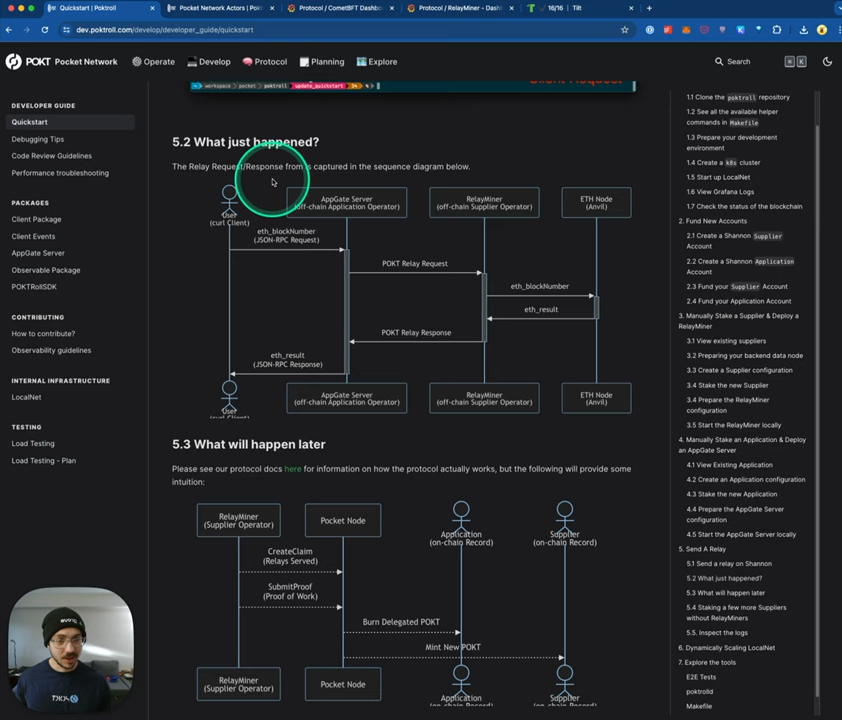 Quickstart | Poktroll
Pocket Network Actors | Pokt
Protocol / CometBFT Dashbo
Protocol / RelayMiner - Dash
16/16
Tilt
dev.poktroll.com/develop/developer_guide/quickstart
POKT Pocket Network
Operate
Develop
Protocol
Planning
Explore
Search
⌘ K
DEVELOPER GUIDE
Quickstart
Debugging Tips
Code Review Guidelines
Performance troubleshooting
PACKAGES
Client Package
Client Events
AppGate Server
Observable Package
POKTRollSDK
CONTRIBUTING
How to contribute?
Observability guidelines
INTERNAL INFRASTRUCTURE
LocalNet
TESTING
Load Testing
Load Testing - Plan
workspace pocket poktroll update_quickstart
Client Request
5.2 What just happened?
The Relay Request/Response from is captured in the sequence diagram below.
User
(curl Client)
AppGate Server
(off-chain Application Operator)
RelayMiner
(off-chain Supplier Operator)
ETH Node
(Anvil)
eth_blockNumber
(JSON-RPC Request)
POKT Relay Request
eth_blockNumber
eth_result
POKT Relay Response
eth_result
(JSON-RPC Response)
User
(curl Client)
AppGate Server
(off-chain Application Operator)
RelayMiner
(off-chain Supplier Operator)
ETH Node
(Anvil)
5.3 What will happen later
Please see our protocol docs here for information on how the protocol actually works, but the following will provide some
intuition:
RelayMiner
(Supplier Operator)
Pocket Node
Application
(on-chain Record)
Supplier
(on-chain Record)
CreateClaim
(Relays Served)
SubmitProof
(Proof of Work)
Burn Delegated POKT
Mint New POKT
RelayMiner
(Supplier Operator)
Pocket Node
Application
(on-chain Record)
Supplier
(on-chain Record)
1.1 Clone the poktroll repository
1.2 See all the available helper
commands in Makefile
1.3 Prepare your development
environment
1.4 Create a k8s cluster
1.5 Start up LocalNet
1.6 View Grafana Logs
1.7 Check the status of the blockchain
2. Fund New Accounts
2.1 Create a Shannon Supplier
Account
2.2 Create a Shannon Application
Account
2.3 Fund your Supplier Account
2.4 Fund your Application Account
3. Manually Stake a Supplier & Deploy a
RelayMiner
3.1 View existing suppliers
3.2 Preparing your backend data node
3.3 Create a Supplier configuration
3.4 Stake the new Supplier
3.4 Prepare the RelayMiner
configuration
3.5 Start the RelayMiner locally
4. Manually Stake an Application & Deploy
an AppGate Server
4.1 View Existing Application
4.2 Create an Application configuration
4.3 Stake the new Application
4.4 Prepare the AppGate Server
configuration
4.5 Start the AppGate Server locally
5. Send A Relay
5.1 Send a relay on Shannon
5.2 What just happened?
5.3 What will happen later
5.4 Staking a few more Suppliers
without RelayMiners
5.5. Inspect the logs
6. Dynamically Scaling LocalNet
7. Explore the tools
E2E Tests
poktrolld
Makefile